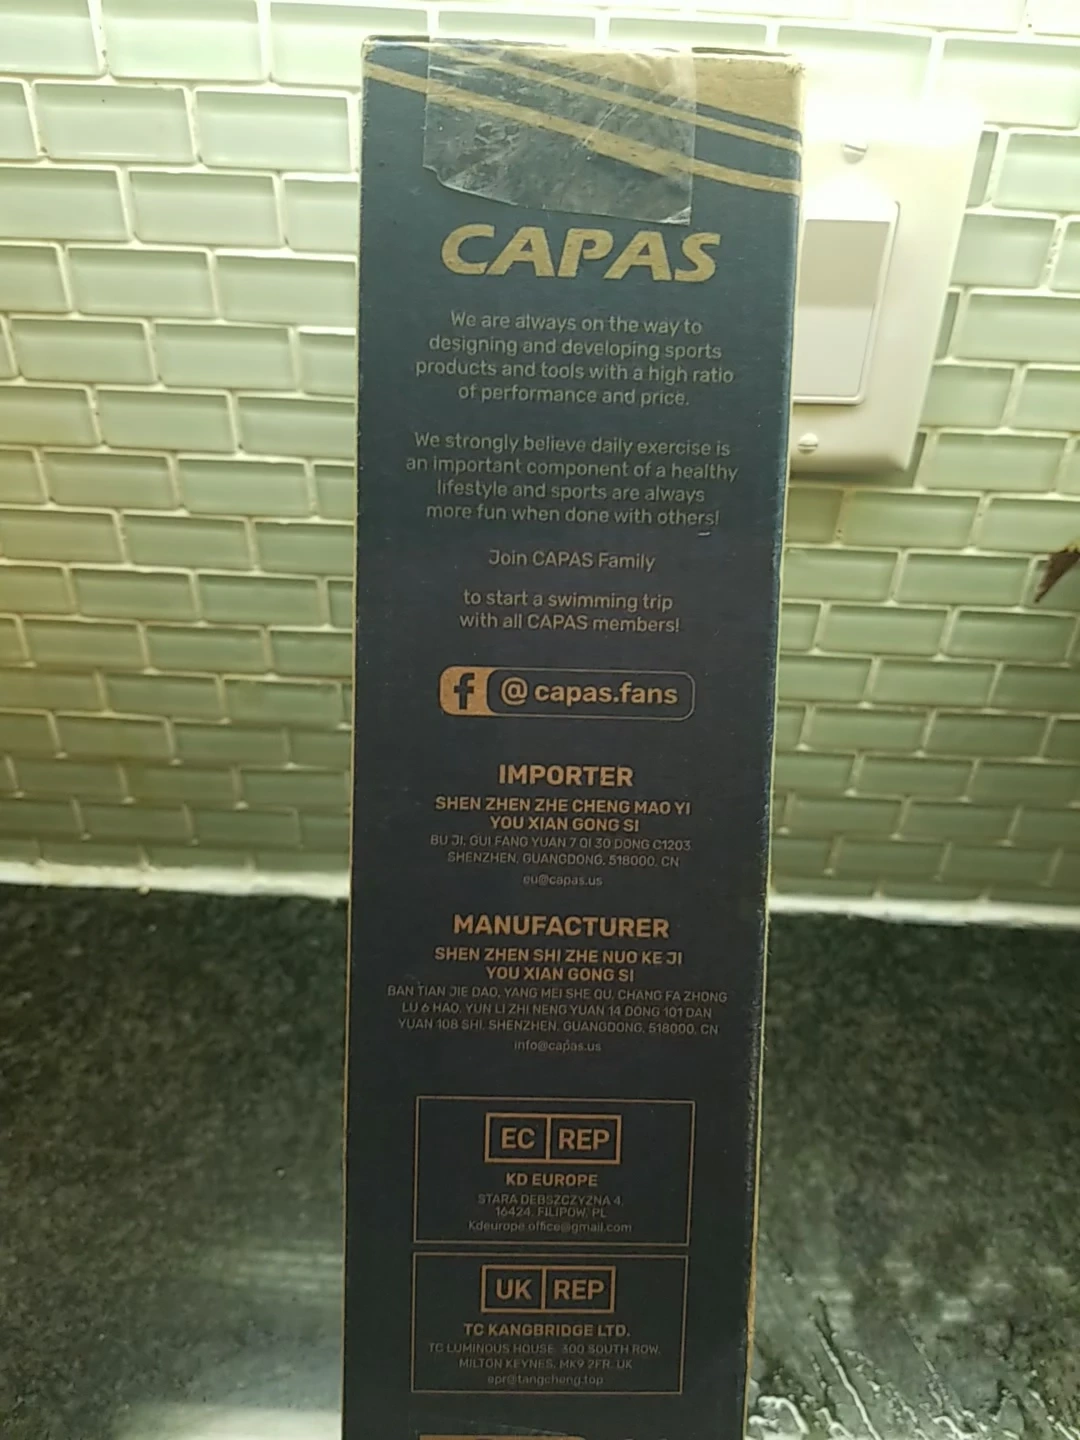 CAPAS
We are always on the way to
designing and developing sports
products and tools with a high ratio
of performance and price.
We strongly believe daily exercise is
an important component of a healthy
lifestyle and sports are always
more fun when done with others!
Join CAPAS Family
to start a swimming trip
with all CAPAS members!
f @ capas.fans
IMPORTER
SHEN ZHEN ZHE CHENG MAO YI
YOU XIAN GONG SI
BU JI, GUI FANG YUAN 7 QI 30 DONG C1203
SHENZHEN, GUANGDONG, 518000, CN
eu@capas.us
MANUFACTURER
SHEN ZHEN SHI ZHE NUO KE JI
YOU XIAN GONG SI
BAN TIAN JIE DAO, YANG MEI SHE QU, CHANG FA ZHONG
LU 6 HAO, YUN LI ZHI NENG YUAN 14 DONG 101 DAN
YUAN 108 SHI, SHENZHEN, GUANGDONG, 518000, CN
info@capas.us
EC REP
KD EUROPE
STARA DEBSZCZYZNA 4,
16424, FILIPOW, PL
Kdeurope.office@gmail.com
UK REP
TC KANGBRIDGE LTD.
TC LUMINOUS HOUSE, 300 SOUTH ROW,
MILTON KEYNES, MK9 2FR, UK
epr@tangcheng.top